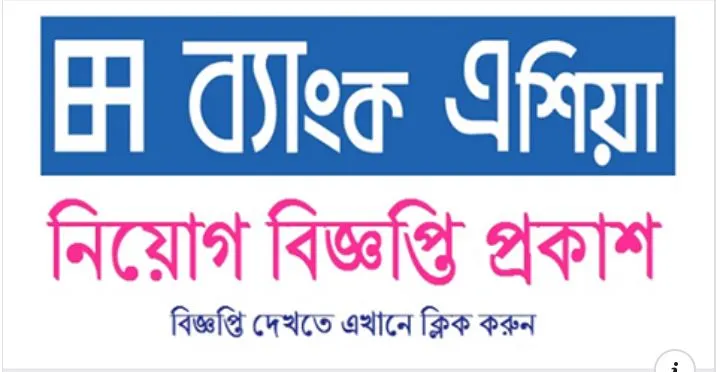 ব্যাংক এশিয়া
নিয়োগ বিজ্ঞপ্তি প্রকাশ
বিজ্ঞপ্তি দেখতে এখানে ক্লিক করুন
i